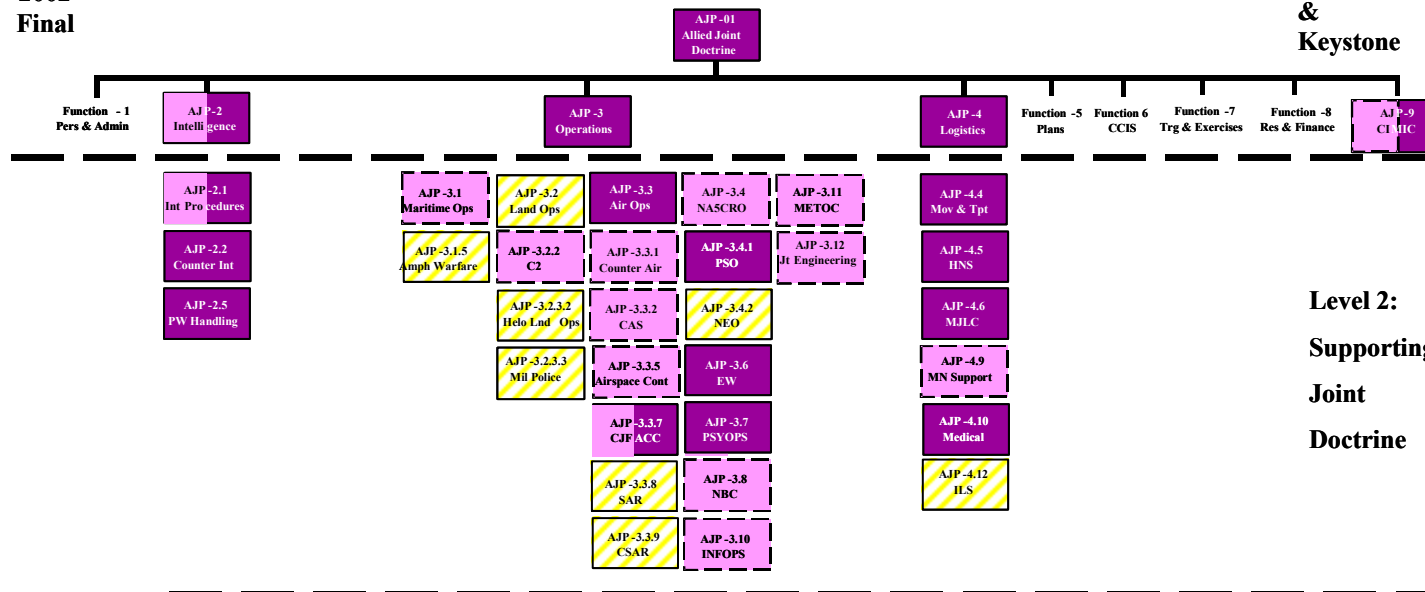 Final
AJP -01
Allied Joint
Doctrine
&
Keystone
Function - 1
Pers & Admin
AJP-2
Intelligence
AJP -3
Operations
AJP -4
Logistics
Function -5
Plans
Function 6
CCIS
Function -7
Trg & Exercises
Function -8
Res & Finance
AJP-9
CIMIC
AJP-2.1
Int Procedures
AJP -2.2
Counter Int
AJP -2.5
PW Handling
AJP -3.1
Maritime Ops
AJP -3.1.5
Amph Warfare
AJP -3.2
Land Ops
AJP -3.2.2
C2
AJP -3.2.3.2
Helo Lnd Ops
AJP -3.2.3.3
Mil Police
AJP -3.3
Air Ops
AJP -3.3.1
Counter Air
AJP -3.3.2
CAS
AJP -3.3.5
Airspace Cont
AJP -3.3.7
CJFACC
AJP -3.3.8
SAR
AJP -3.3.9
CSAR
AJP -3.4
NA5CRO
AJP -3.4.1
PSO
AJP -3.4.2
NEO
AJP -3.6
EW
AJP -3.7
PSYOPS
AJP -3.8
NBC
AJP -3.10
INFOPS
AJP -3.11
METOC
AJP -3.12
Jt Engineering
AJP -4.4
Mov & Tpt
AJP -4.5
HNS
AJP -4.6
MJLC
AJP -4.9
MN Support
AJP -4.10
Medical
AJP -4.12
ILS
Level 2:
Supporting
Joint
Doctrine